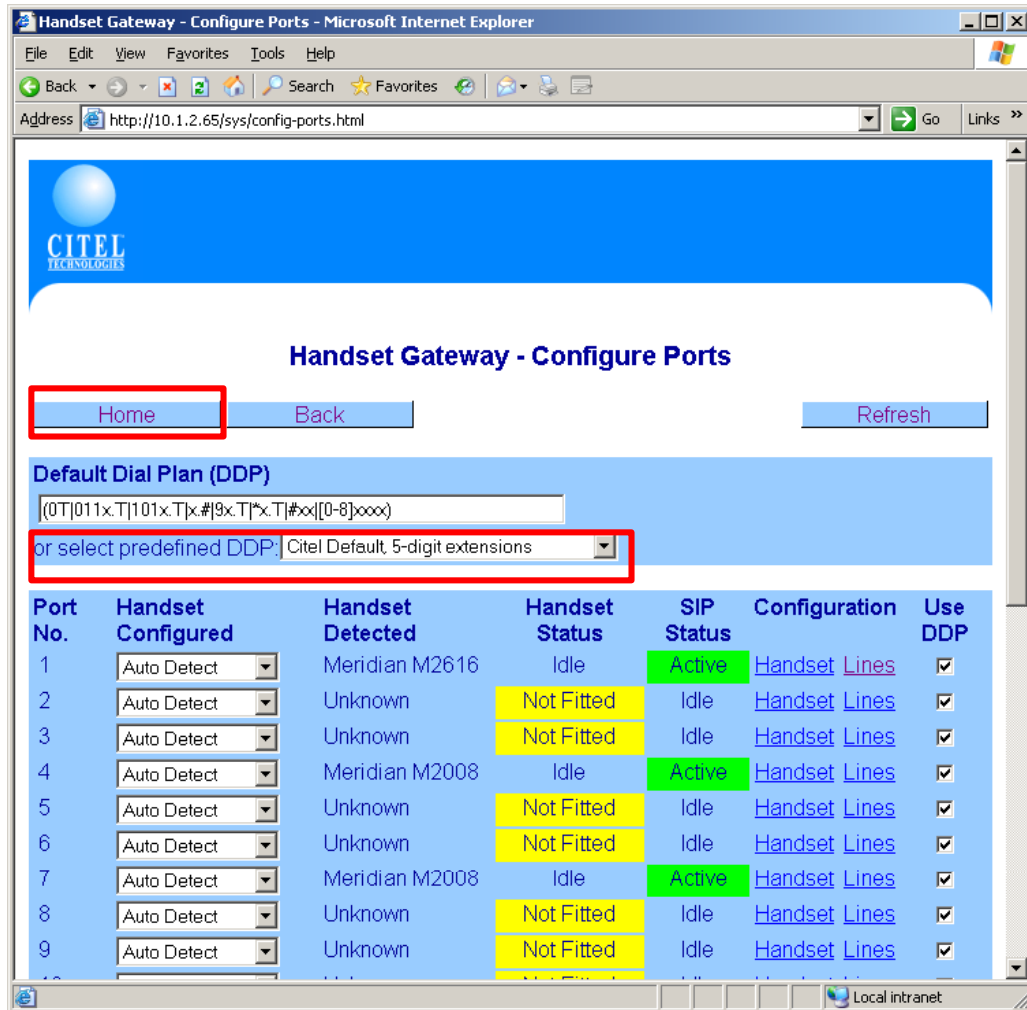 Handset Gateway - Configure Ports - Microsoft Internet Explorer
File Edit View Favorites Tools Help
Back Search Favorites
Address http://10.1.2.65/sys/config-ports.html Go Links »
CITEL
TECHNOLOGIES
Handset Gateway - Configure Ports
Home Back Refresh
Default Dial Plan (DDP)
(0T|011x.T|101x.T|x.#|9x.T|*x.T|#xx|[0-8]xxxx)
or select predefined DDP: Citel Default, 5-digit extensions
Port No. Handset Configured Handset Detected Handset Status SIP Status Configuration Use DDP
1 Auto Detect Meridian M2616 Idle Active Handset Lines
2 Auto Detect Unknown Not Fitted Idle Handset Lines
3 Auto Detect Unknown Not Fitted Idle Handset Lines
4 Auto Detect Meridian M2008 Idle Active Handset Lines
5 Auto Detect Unknown Not Fitted Idle Handset Lines
6 Auto Detect Unknown Not Fitted Idle Handset Lines
7 Auto Detect Meridian M2008 Idle Active Handset Lines
8 Auto Detect Unknown Not Fitted Idle Handset Lines
9 Auto Detect Unknown Not Fitted Idle Handset Lines
Local intranet